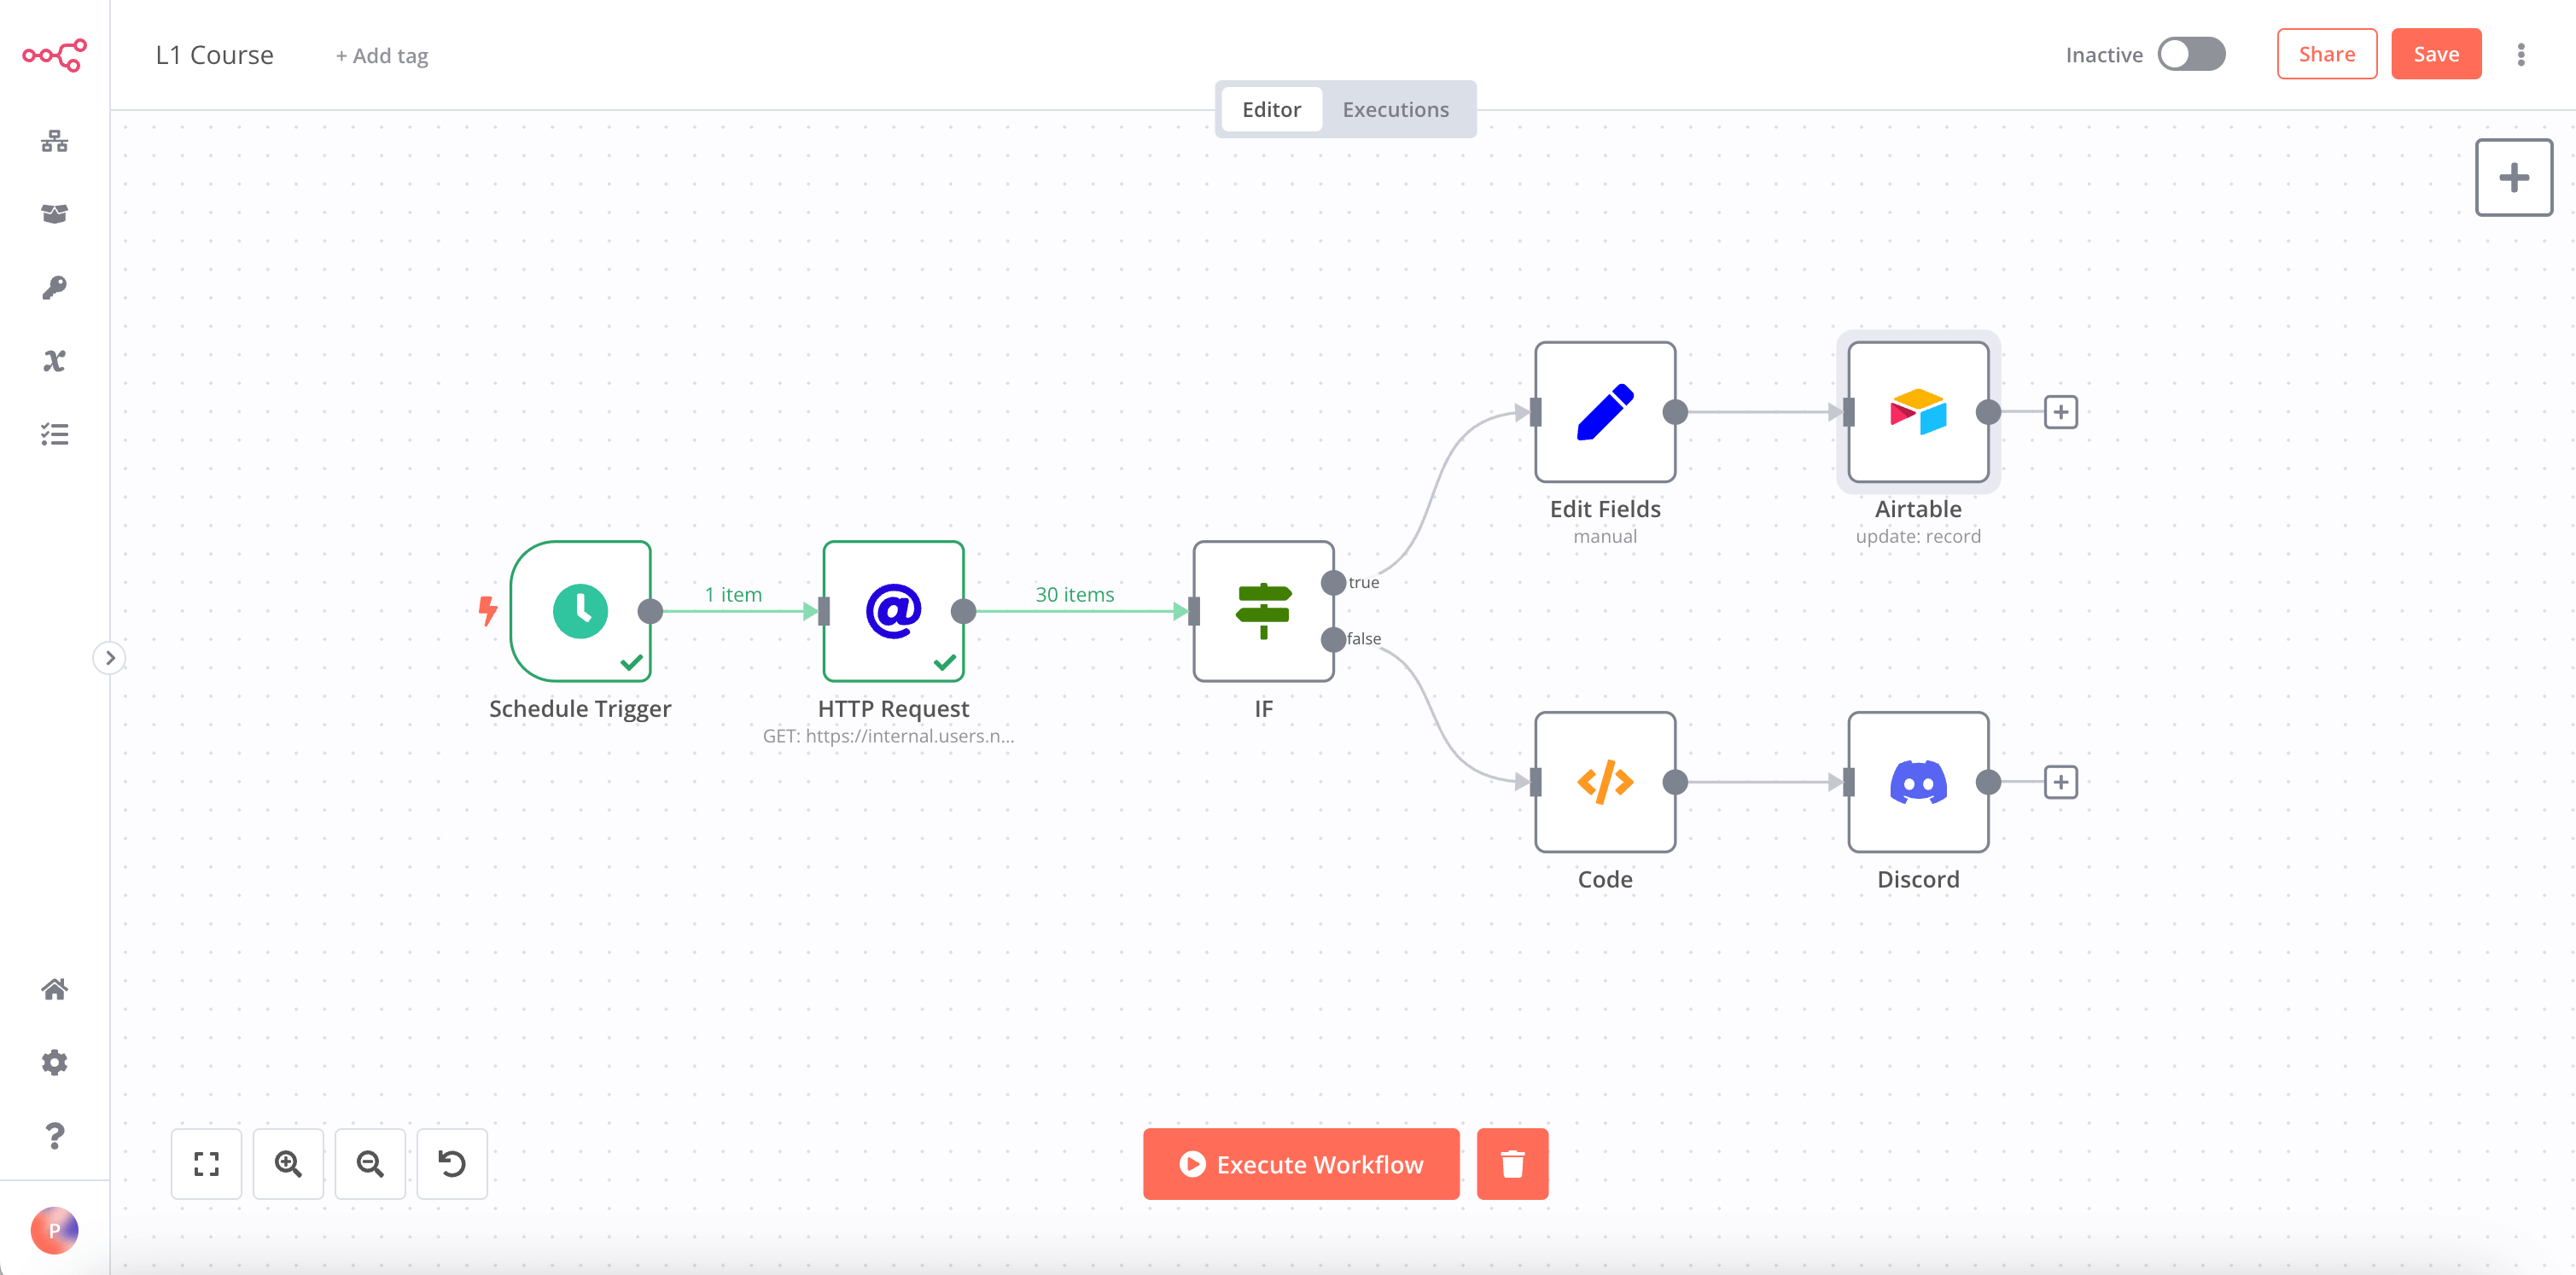 L1 Course
+ Add tag
Inactive
Share
Save
Editor
Executions
Edit Fields
manual
Airtable
update: record
1 item
30 items
true
false
Schedule Trigger
HTTP Request
GET: https://internal.users.n...
IF
Code
Discord
Execute Workflow
P